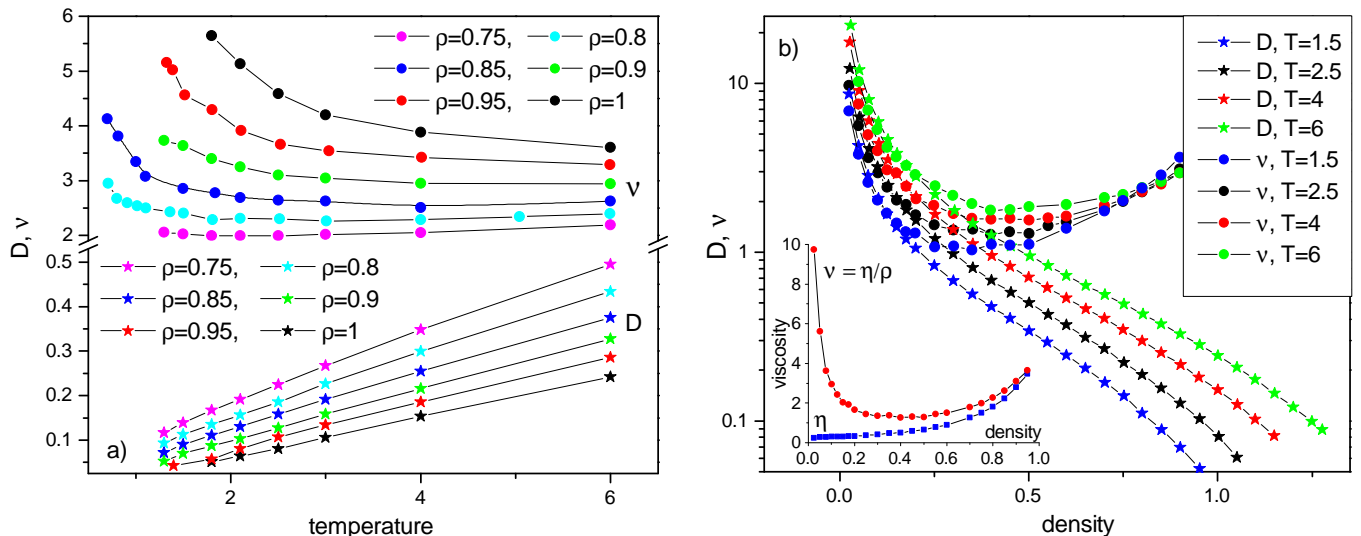 6
5
4
3
2
0.5
0.4
0.3
0.2
0.1
D, ν
ρ=0.75, ρ=0.8
ρ=0.85, ρ=0.9
ρ=0.95, ρ=1
ν
ρ=0.75, ρ=0.8
ρ=0.85, ρ=0.9
ρ=0.95, ρ=1
D
a)
2 4 6
temperature
b)
10
1
0.1
D, ν
D, T=1.5
D, T=2.5
D, T=4
D, T=6
ν, T=1.5
ν, T=2.5
ν, T=4
ν, T=6
10
8
6
4
2
0
viscosity
ν = η/ρ
η
density
0.0 0.2 0.4 0.6 0.8 1.0
0.0 0.5 1.0
density